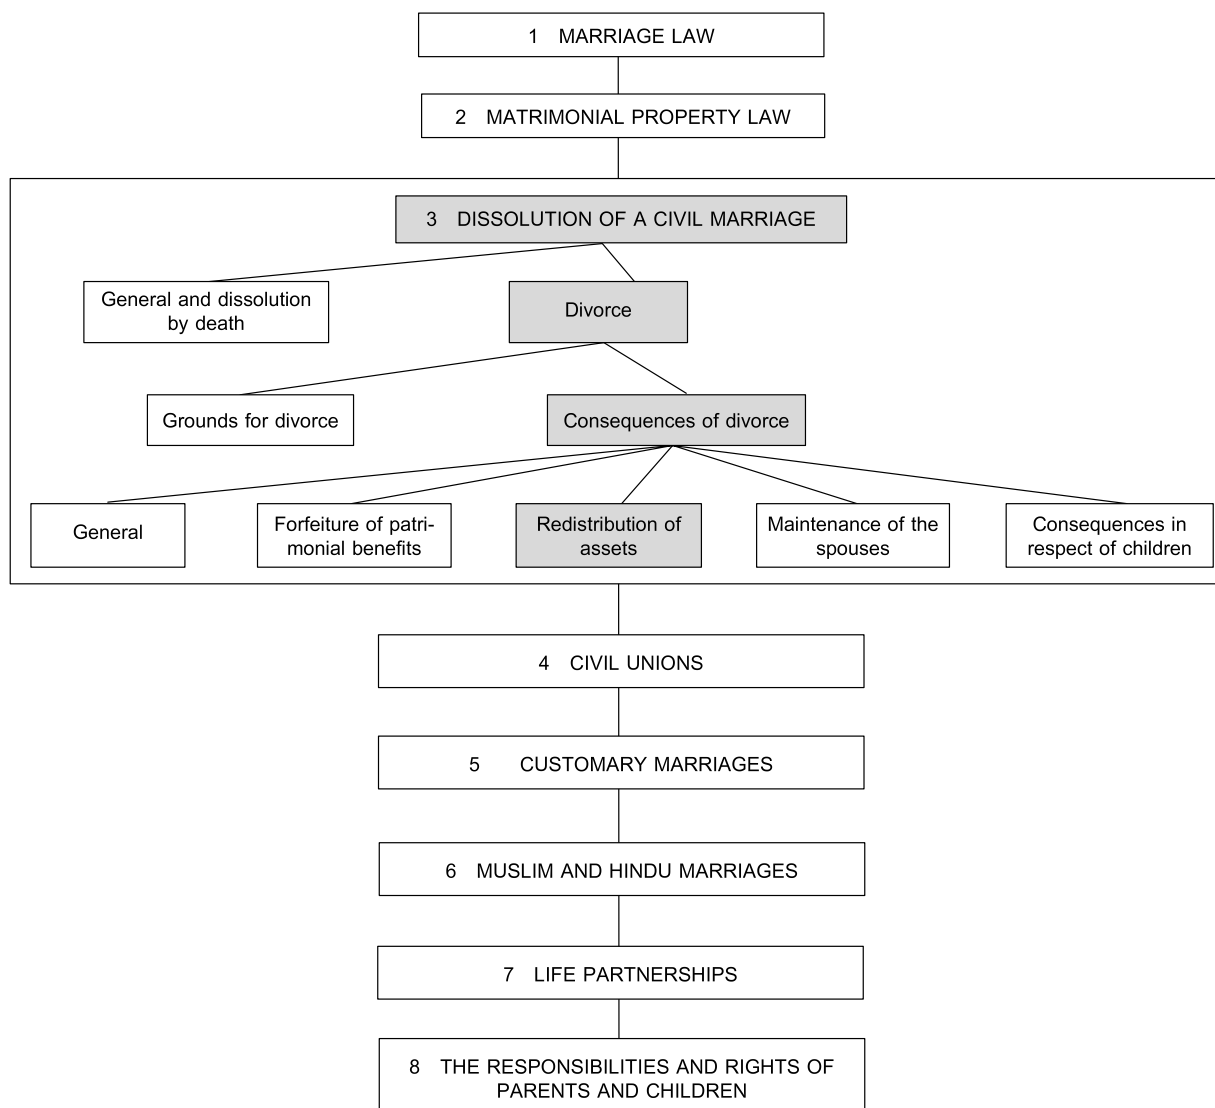 1 MARRIAGE LAW
2 MATRIMONIAL PROPERTY LAW
3 DISSOLUTION OF A CIVIL MARRIAGE
General and dissolution
by death
Divorce
Grounds for divorce
Consequences of divorce
General
Forfeiture of patri-
monial benefits
Redistribution of
assets
Maintenance of the
spouses
Consequences in
respect of children
4 CIVIL UNIONS
5 CUSTOMARY MARRIAGES
6 MUSLIM AND HINDU MARRIAGES
7 LIFE PARTNERSHIPS
8 THE RESPONSIBILITIES AND RIGHTS OF
PARENTS AND CHILDREN